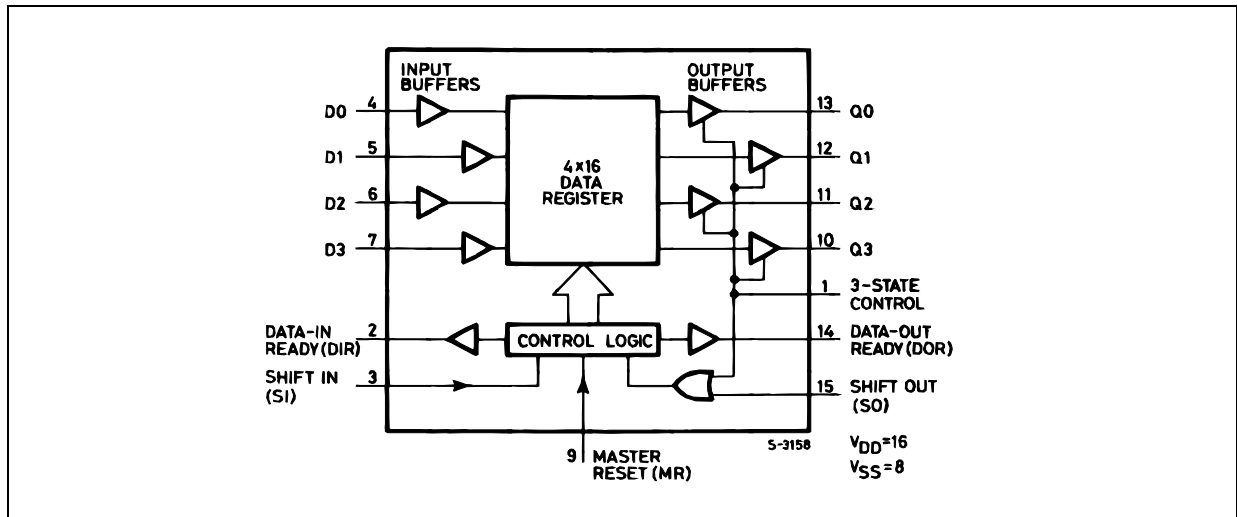 INPUT
BUFFERS
OUTPUT
BUFFERS
D0 4
13 Q0
D1 5
12 Q1
4×16
DATA
REGISTER
D2 6
11 Q2
D3 7
10 Q3
1 3-STATE
CONTROL
DATA-IN 2
READY(DIR)
CONTROL LOGIC
14 DATA-OUT
READY(DOR)
SHIFT IN 3
(SI)
15 SHIFT OUT
(SO)
S-3158
9 MASTER
RESET(MR)
VDD=16
VSS=8